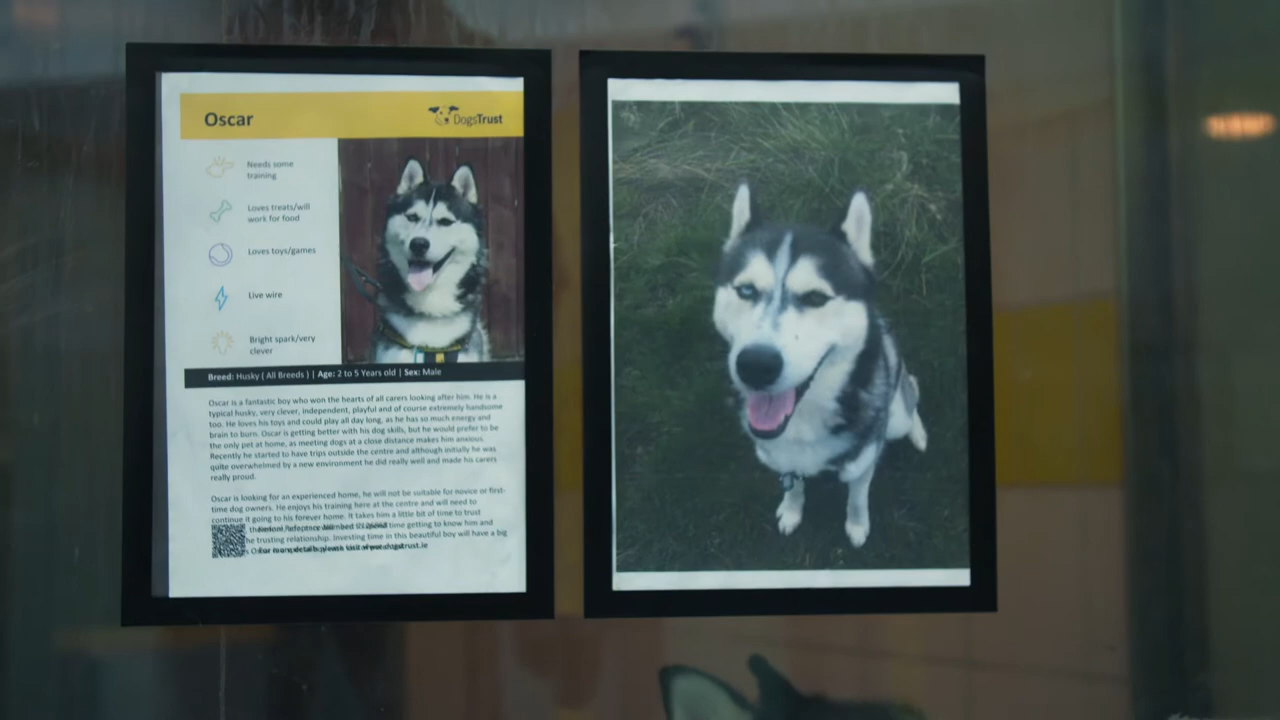 Oscar
DogsTrust
Needs some
training
Loves treats/will
work for food
Loves toys/games
Live wire
Bright spark/very
clever
Breed: Husky ( All Breeds ) | Age: 2 to 5 Years old | Sex: Male
Oscar is a fantastic boy who won the hearts of all carers looking after him. He is a
typical husky, very clever, independent, playful and of course extremely handsome
too. He loves his toys and could play all day long, as he has so much energy and
brain to burn. Oscar is getting better with his dog skills, but he would prefer to be
the only pet at home, as meeting dogs at a close distance makes him anxious.
Recently he started to have trips outside the centre and although initially he was
quite overwhelmed by a new environment he did really well and made his carers
really proud.
Oscar is looking for an experienced home, he will not be suitable for novice or first-
time dog owners. He enjoys his training here at the centre and will need to
continue it going to his forever home. It takes him a little bit of time to trust
time getting to know him and
he trusting relationship. Investing time in this beautiful boy will have a big